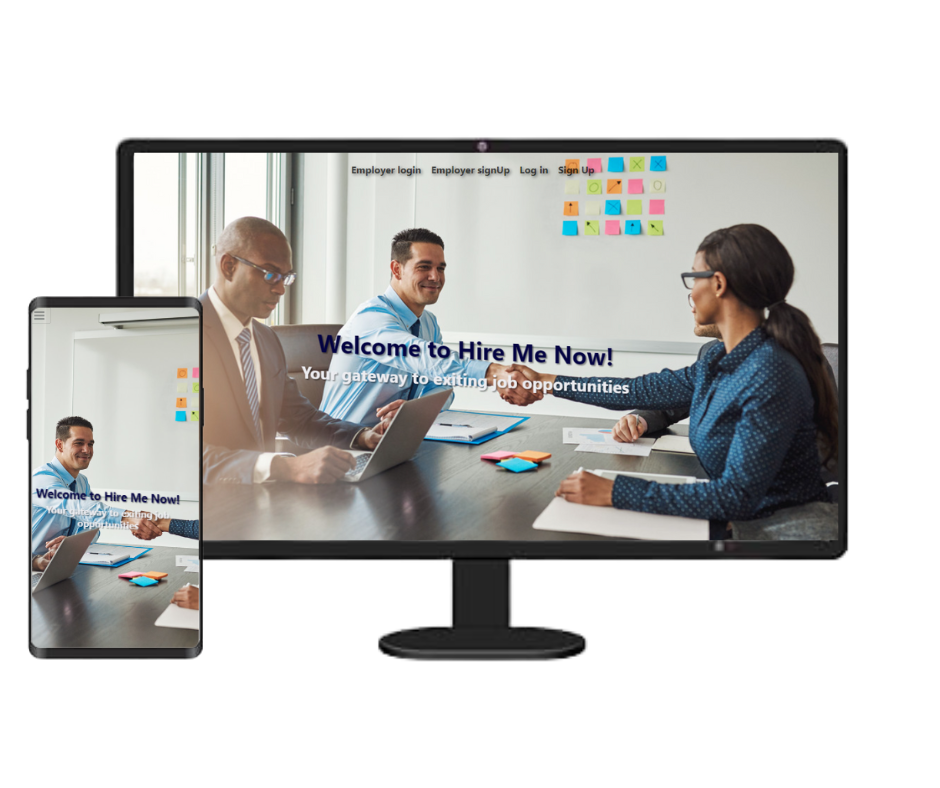 Employer login Employer signUp Log in Sign Up
Welcome to Hire Me Now!
Your gateway to exiting job opportunities
Welcome to Hire Me Now!
Your gateway to exiting job
opportunities